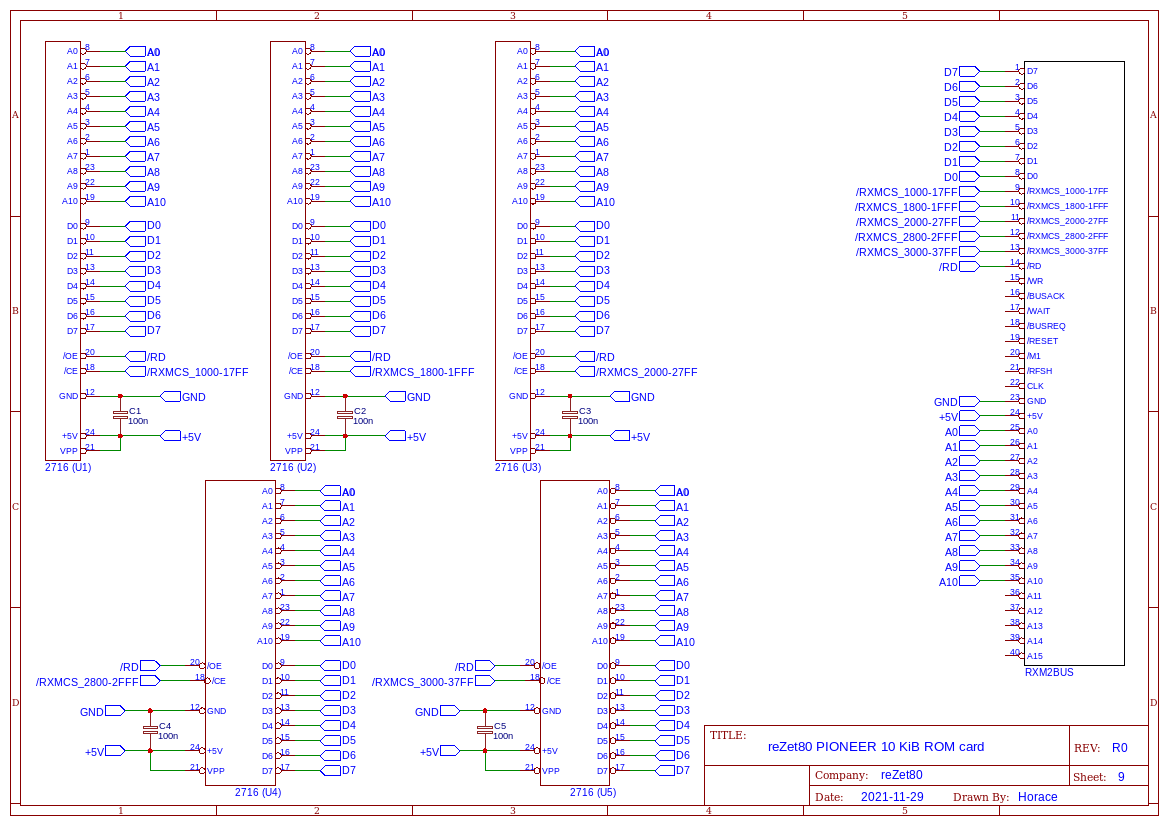 1 2 3 4 5
A0 8 A0 A0 8 A0 A0 8 A0
A1 7 A1 A1 7 A1 A1 7 A1
D7 1 D7
A2 6 A2 A2 6 A2 A2 6 A2
D6 2 D6
A3 5 A3 A3 5 A3 A3 5 A3
D5 3 D5
A A4 4 A4 A4 4 A4 A4 4 A4 D4 4 D4 A
A5 3 A5 A5 3 A5 A5 3 A5
D3 5 D3
A6 2 A6 A6 2 A6 A6 2 A6
D2 6 D2
A7 1 A7 A7 1 A7 A7 1 A7
D1 7 D1
A8 23 A8 A8 23 A8 A8 23 A8
D0 8 D0
A9 22 A9 A9 22 A9 A9 22 A9
/RXMCS_1000-17FF 9 /RXMCS_1000-17FF
A10 19 A10 A10 19 A10 A10 19 A10
/RXMCS_1800-1FFF 10 /RXMCS_1800-1FFF
D0 9 D0 D0 9 D0 D0 9 D0
/RXMCS_2000-27FF 11 /RXMCS_2000-27FF
D1 10 D1 D1 10 D1 D1 10 D1
/RXMCS_2800-2FFF 12 /RXMCS_2800-2FFF
D2 11 D2 D2 11 D2 D2 11 D2
/RXMCS_3000-37FF 13 /RXMCS_3000-37FF
D3 13 D3 D3 13 D3 D3 13 D3
/RD 14 /RD
D4 14 D4 D4 14 D4 D4 14 D4
15 /WR
D5 15 D5 D5 15 D5 D5 15 D5
16 /BUSACK
B D6 16 D6 D6 16 D6 D6 16 D6 17 /WAIT B
D7 17 D7 D7 17 D7 D7 17 D7
18 /BUSREQ
19 /RESET
/OE 20 /RD /OE 20 /RD /OE 20 /RD
20 /M1
/CE 18 /RXMCS_1000-17FF /CE 18 /RXMCS_1800-1FFF /CE 18 /RXMCS_2000-27FF
21 /RFSH
22 CLK
GND 12 GND GND 12 GND GND 12 GND
GND 23 GND
C1 C2 C3
+5V 24 +5V
100n 100n 100n
A0 25 A0
+5V 24 +5V +5V 24 +5V +5V 24 +5V
A1 26 A1
VPP 21 VPP 21 VPP 21
A2 27 A2
2716 (U1) 2716 (U2) 2716 (U3)
A3 28 A3
A0 8 A0 A0 8 A0
A4 29 A4
C A1 7 A1 A1 7 A1 A5 30 A5 C
A2 6 A2 A2 6 A2
A6 31 A6
A3 5 A3 A3 5 A3
A7 32 A7
A4 4 A4 A4 4 A4
A8 33 A8
A5 3 A5 A5 3 A5
A9 34 A9
A6 2 A6 A6 2 A6
A10 35 A10
A7 1 A7 A7 1 A7
36 A11
A8 23 A8 A8 23 A8
37 A12
A9 22 A9 A9 22 A9
38 A13
A10 19 A10 A10 19 A10
39 A14
40 A15
/RD 20 /OE D0 9 D0 /RD 20 /OE D0 9 D0
RXM2BUS
/RXMCS_2800-2FFF 18 /CE D1 10 D1 /RXMCS_3000-37FF 18 /CE D1 10 D1
D2 11 D2 D2 11 D2
D D
GND 12 GND D3 13 D3 GND 12 GND D3 13 D3
C4 D4 14 D4 C5 D4 14 D4
100n 100n
TITLE:
D5 15 D5 D5 15 D5
reZet80 PIONEER 10 KiB ROM card
REV: R0
+5V 24 +5V D6 16 D6 +5V 24 +5V D6 16 D6
21 VPP D7 17 D7 21 VPP D7 17 D7
Company: reZet80
Sheet: 9
2716 (U4) 2716 (U5)
Date: 2021-11-29 Drawn By: Horace
1 2 3 4 5